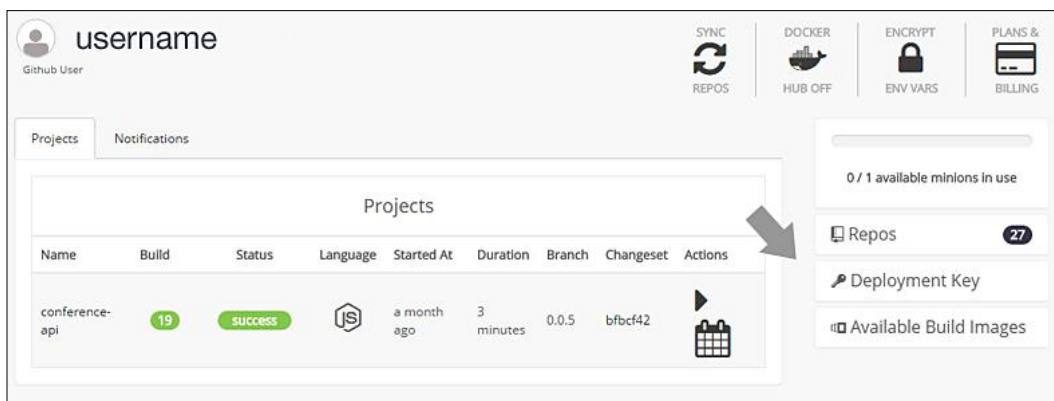 username
Github User
SYNC
REPOS
DOCKER
HUB OFF
ENCRYPT
ENV VARS
PLANS &
BILLING
Projects Notifications
Projects
Name Build Status Language Started At Duration Branch Changeset Actions
conference-
api
19 success JS
a month
ago
3
minutes
0.0.5 bfbcf42
0 / 1 available minions in use
Repos 27
Deployment Key
Available Build Images